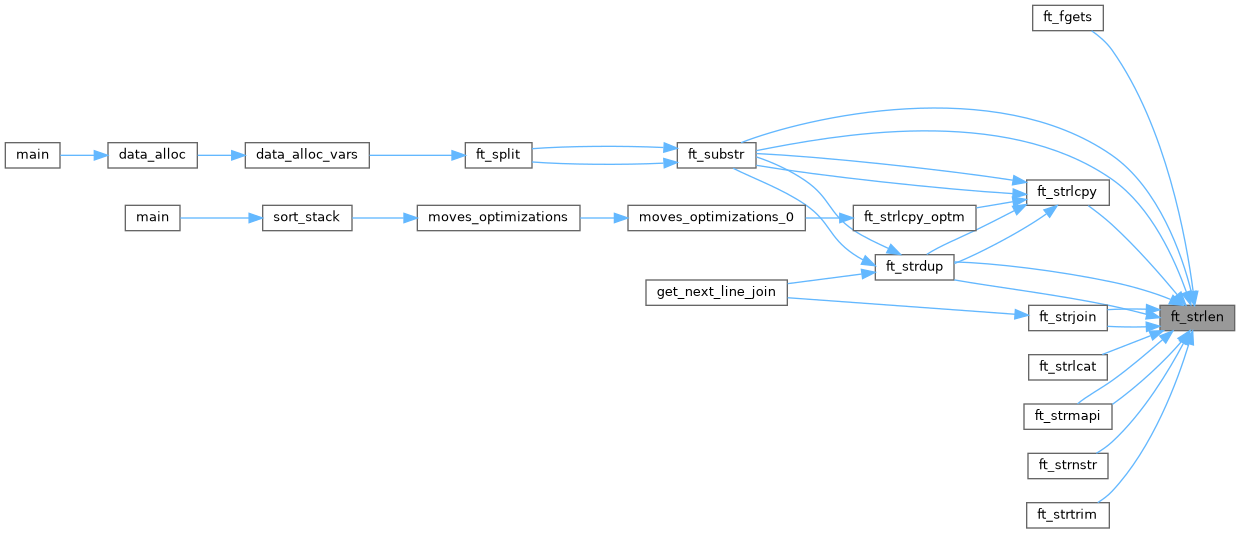 ft_fgets
main
data_alloc
data_alloc_vars
ft_split
ft_substr
ft_strlcpy
main
sort_stack
moves_optimizations
moves_optimizations_0
ft_strlcpy_optm
ft_strdup
get_next_line_join
ft_strjoin
ft_strlen
ft_strlcat
ft_strmapi
ft_strnstr
ft_strtrim